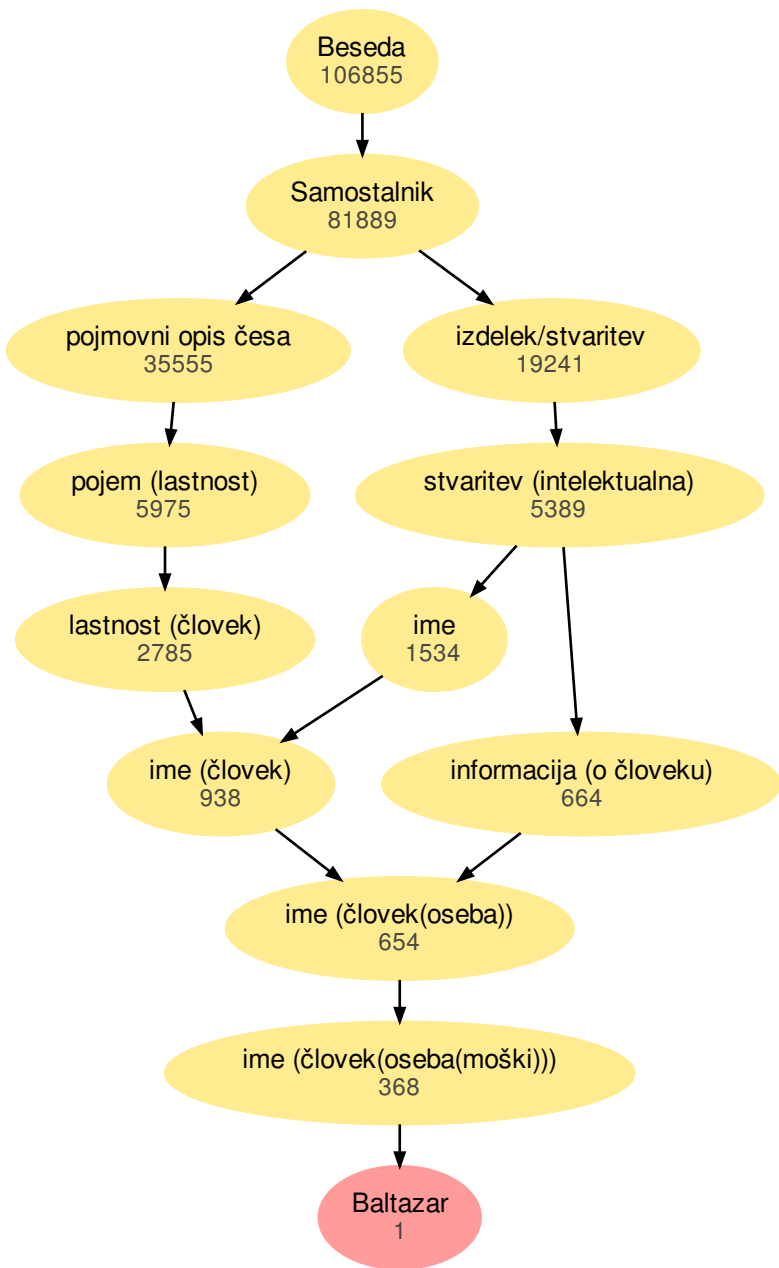 Beseda
106855
Samostalnik
81889
pojmovni opis česa
35555
izdelek/stvaritev
19241
pojem (lastnost)
5975
stvaritev (intelektualna)
5389
lastnost (človek)
2785
ime
1534
ime (človek)
938
informacija (o človeku)
664
ime (človek(oseba))
654
ime (človek(oseba(moški)))
368
Baltazar
1